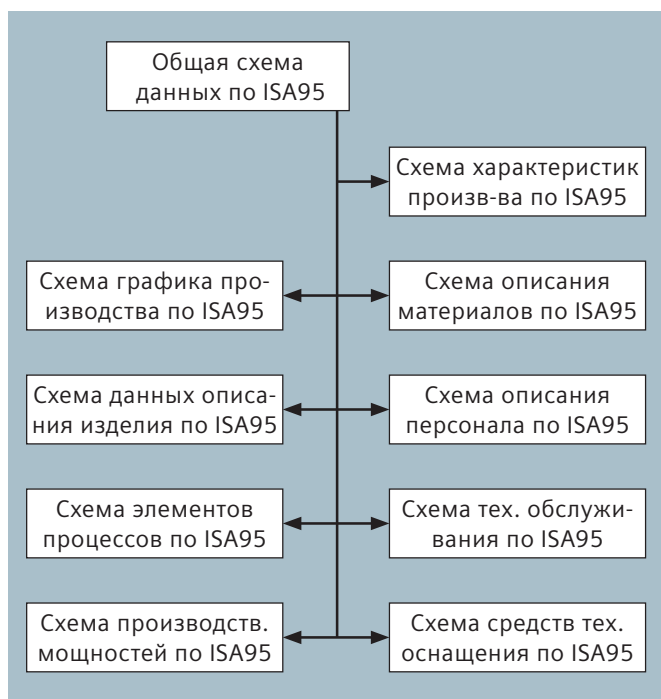 Общая схема
данных по ISA95
Схема характеристик
произв-ва по ISA95
Схема графика про-
изводства по ISA95
Схема описания
материалов по ISA95
Схема данных описа-
ния изделия по ISA95
Схема описания
персонала по ISA95
Схема элементов
процессов по ISA95
Схема тех. обслужи-
вания по ISA95
Схема производств.
мощностей по ISA95
Схема средств тех.
оснащения по ISA95